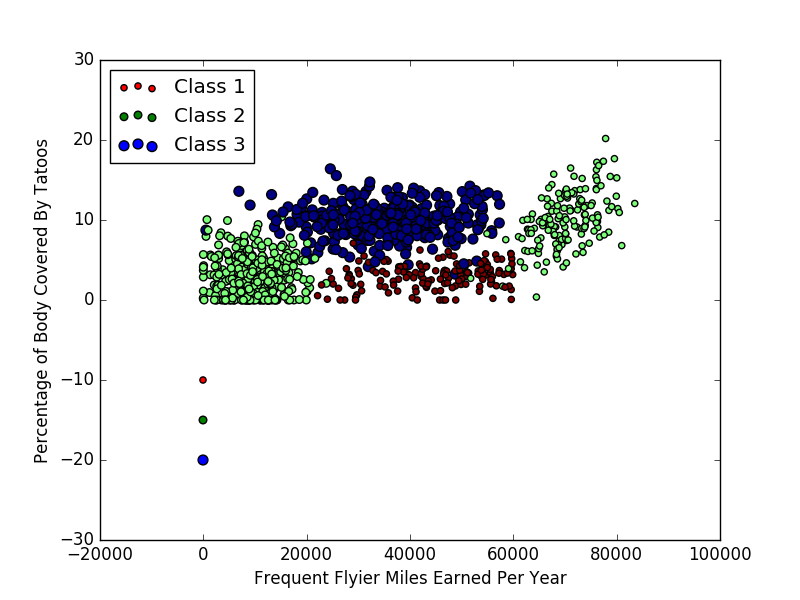 30
20
10
0
−10
−20
−30
−20000 0 20000 40000 60000 80000 100000
Class 1
Class 2
Class 3
Percentage of Body Covered By Tatoos
Frequent Flyier Miles Earned Per Year